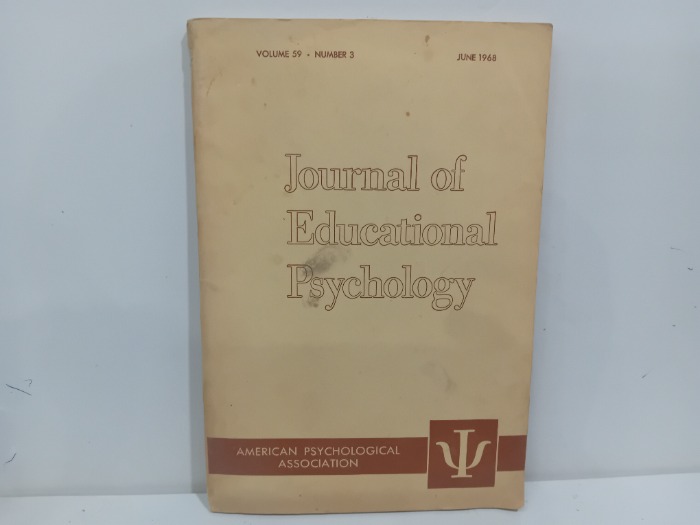 VOLUME 59 • NUMBER 3 JUNE 1968
Journal of
Educational
Psychology
AMERICAN PSYCHOLOGICAL
ASSOCIATION
Ψ